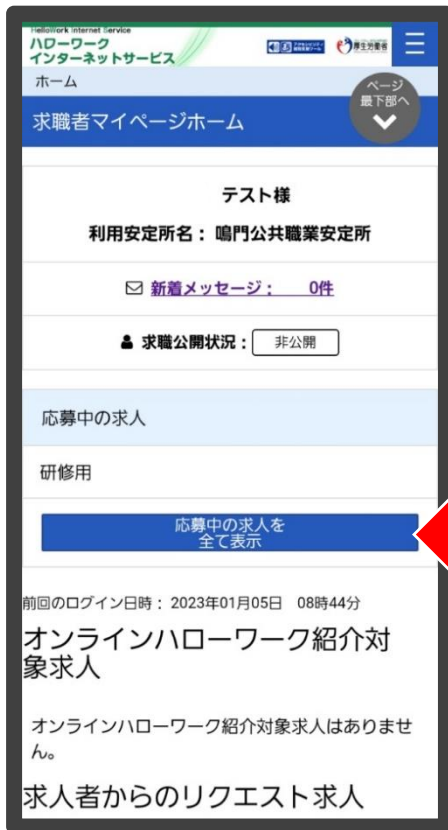 HelloWork Internet Service
ハローワーク
インターネットサービス
厚生労働省
ホーム
ページ
最下部へ
求職者マイページホーム
テスト様
利用安定所名： 鳴門公共職業安定所
新着メッセージ： 0件
求職公開状況： 非公開
応募中の求人
研修用
応募中の求人を
全て表示
前回のログイン日時： 2023年01月05日 08時44分
オンラインハローワーク紹介対
象求人
オンラインハローワーク紹介対象求人はありませ
ん。
求人者からのリクエスト求人